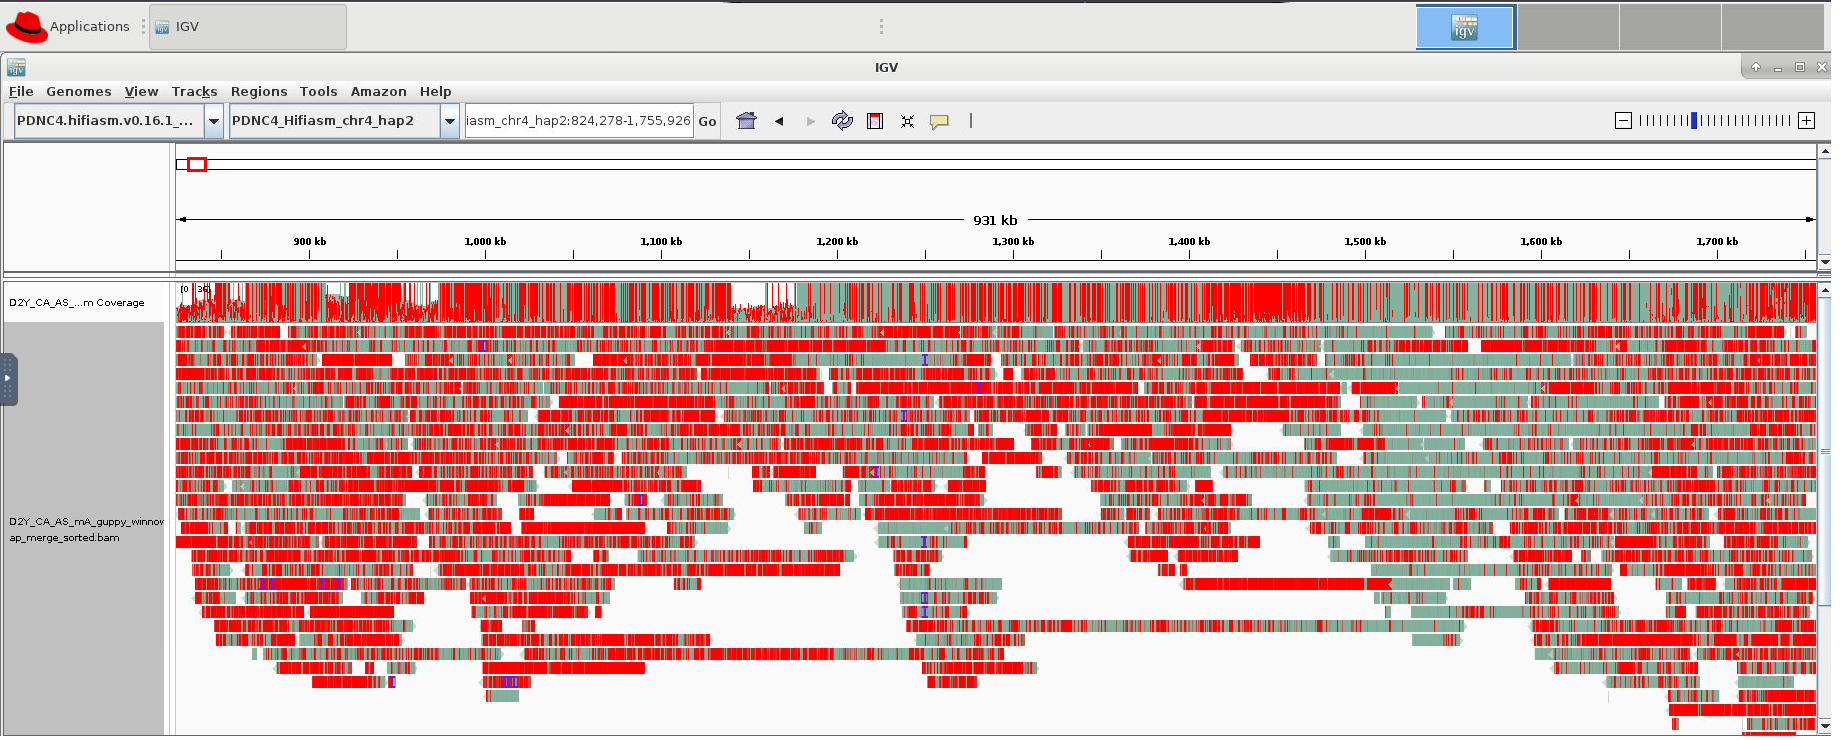 Applications IGV
igv
IGV
File Genomes View Tracks Regions Tools Amazon Help
PDNC4.hifiasm.v0.16.1_... PDNC4_Hifiasm_chr4_hap2 iasm_chr4_hap2:824,278-1,755,926 Go
931 kb
900 kb 1,000 kb 1,100 kb 1,200 kb 1,300 kb 1,400 kb 1,500 kb 1,600 kb 1,700 kb
[0 - 36]
D2Y_CA_AS_...m Coverage
D2Y_CA_AS_mA_guppy_winnow
ap_merge_sorted.bam